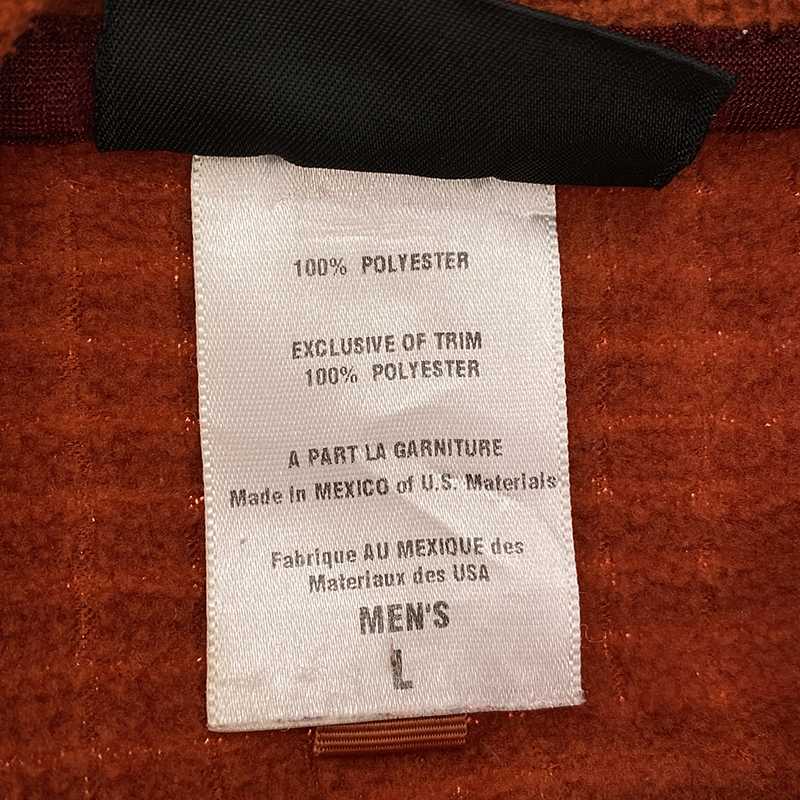 100% POLYESTER
EXCLUSIVE OF TRIM
100% POLYESTER
A PART LA GARNITURE
Made in MEXICO of U.S. Materials
Fabrique AU MEXIQUE des
Materiaux des USA
MEN'S
L